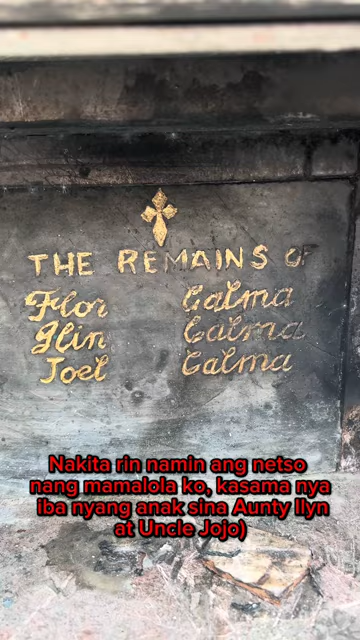 THE REMAINS OF
Flor Calma
Ilin Calma
Joel Calma
Nakita rin namin ang netso
nang mamalola ko, kasama nya
iba nyang anak sina Aunty Ilyn
at Uncle Jojo)